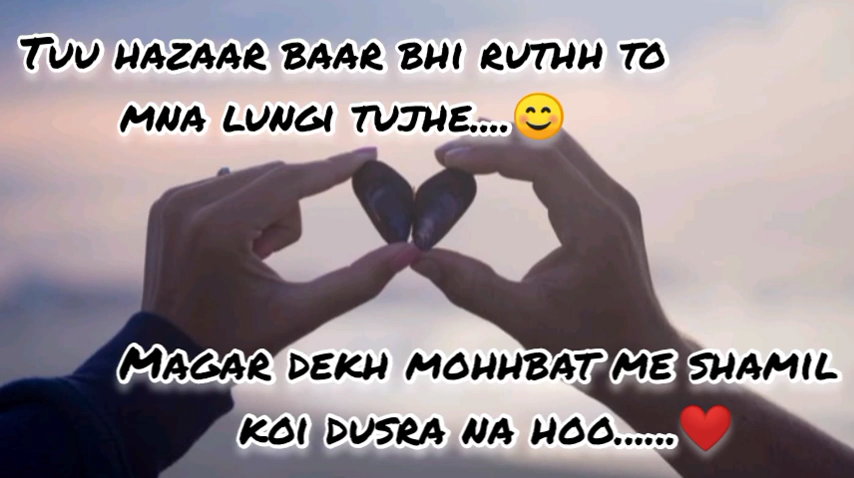 Tuu hazaar baar bhi ruthh to
mna lungi tujhe....😊
Magar dekh mohhbat me shamil
koi dusra na hoo......❤️